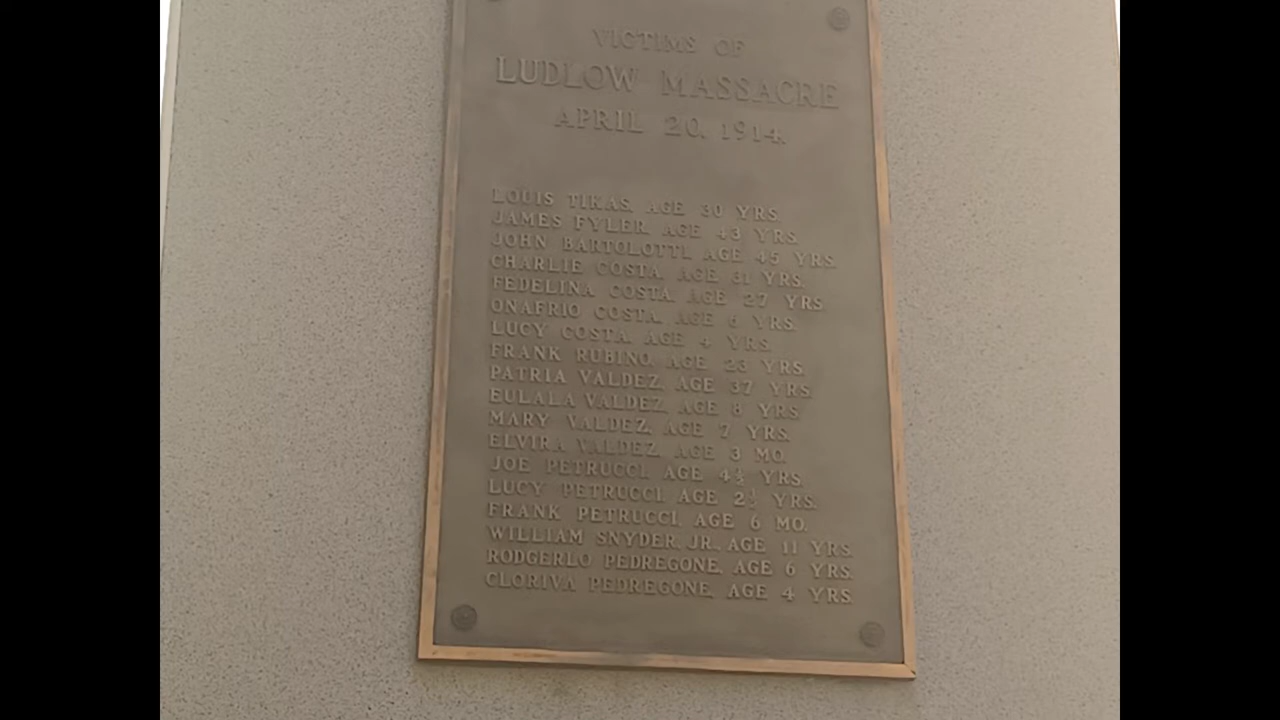 VICTIMS OF
LUDLOW MASSACRE
APRIL 20, 1914.
LOUIS TIKAS, AGE 30 YRS.
JAMES FYLER, AGE 43 YRS.
JOHN BARTOLOTTI, AGE 45 YRS.
CHARLIE COSTA, AGE 31 YRS.
FEDELINA COSTA, AGE 27 YRS.
ONAFRIO COSTA, AGE 6 YRS.
LUCY COSTA, AGE 4 YRS.
FRANK RUBINO, AGE 23 YRS.
PATRIA VALDEZ, AGE 37 YRS.
EULALA VALDEZ, AGE 8 YRS.
MARY VALDEZ, AGE 7 YRS.
ELVIRA VALDEZ, AGE 3 MO.
JOE PETRUCCI, AGE 4½ YRS.
LUCY PETRUCCI, AGE 2½ YRS.
FRANK PETRUCCI, AGE 6 MO.
WILLIAM SNYDER, JR., AGE 11 YRS.
RODGERLO PEDREGONE, AGE 6 YRS.
CLORIVA PEDREGONE, AGE 4 YRS.